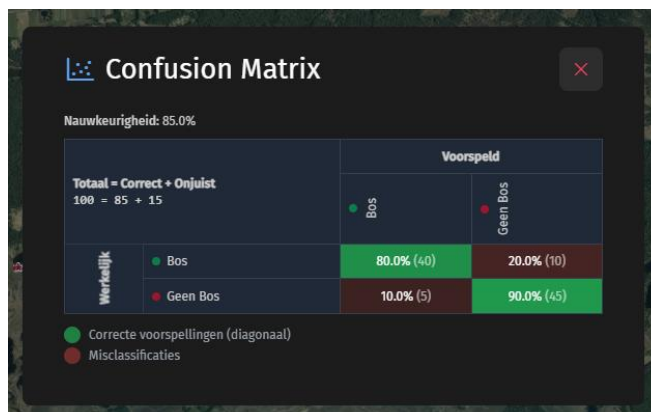 Confusion Matrix
Nauwkeurigheid: 85.0%
Voorspeld
Totaal = Correct + Onjuist
100 = 85 + 15
Bos
Geen Bos
Werkelijk
Bos
80.0% (40)
20.0% (10)
Geen Bos
10.0% (5)
90.0% (45)
Correcte voorspellingen (diagonaal)
Misclassificaties